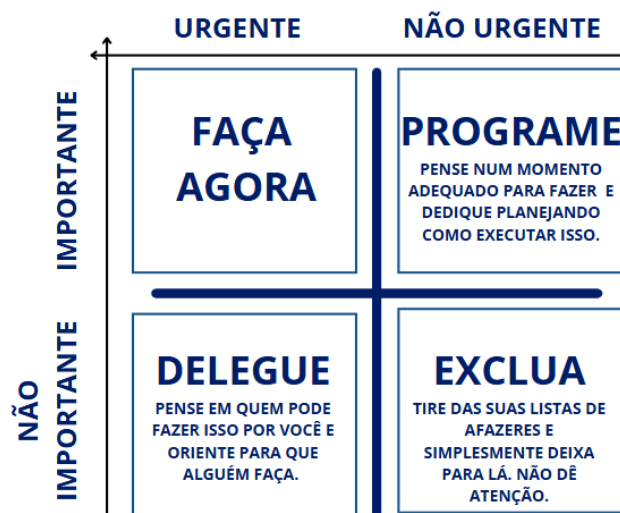 URGENTE
NÃO URGENTE
IMPORTANTE
FAÇA
AGORA
PROGRAME
PENSE NUM MOMENTO
ADEQUADO PARA FAZER E
DEDIQUE PLANEJANDO
COMO EXECUTAR ISSO.
NÃO
IMPORTANTE
DELEGUE
PENSE EM QUEM PODE
FAZER ISSO POR VOCÊ E
ORIENTE PARA QUE
ALGUÉM FAÇA.
EXCLUA
TIRE DAS SUAS LISTAS DE
AFAZERES E
SIMPLESMENTE DEIXA
PARA LÁ. NÃO DÊ
ATENÇÃO.